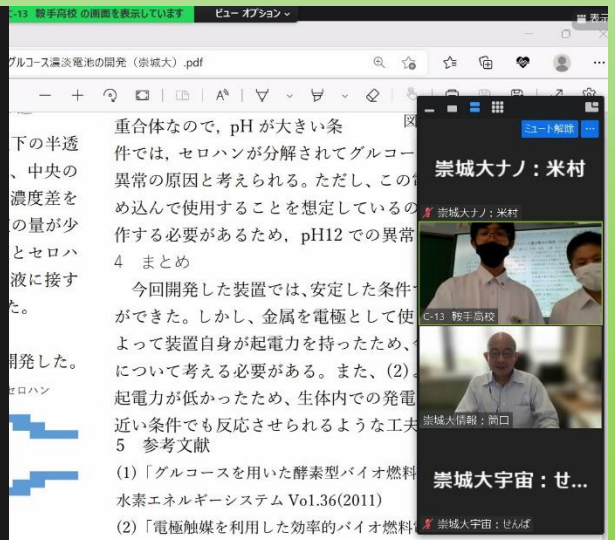 C-13 鞍手高校 の画面を表示しています
ビュー オプション
表示
グルコース濃淡電池の開発（崇城大）.pdf
下の半透
、中央の
濃度差を
の量が少
とセロハ
液に接す
た。
開発した。
セロハン
重合体なので，pH が大きい条
件では，セロハンが分解されてグルコー
異常の原因と考えられる。ただし、この
め込んで使用することを想定しているの
作する必要があるため，pH12 での異常
4 まとめ
今回開発した装置では、安定した条件
ができた。しかし、金属を電極として使
よって装置自身が起電力を持ったため、
について考える必要がある。また、(2)
起電力が低かったため、生体内での発電
近い条件でも反応させられるような工夫
5 参考文献
(1)「グルコースを用いた酵素型バイオ燃料
水素エネルギーシステム Vo1.36(2011)
(2)「電極触媒を利用した効率的バイオ燃料
図
ミュート解除
崇城大ナノ：米村
崇城大ナノ：米村
C-13 鞍手高校
崇城大情報：筒口
崇城大宇宙：せ...
崇城大宇宙：せんば